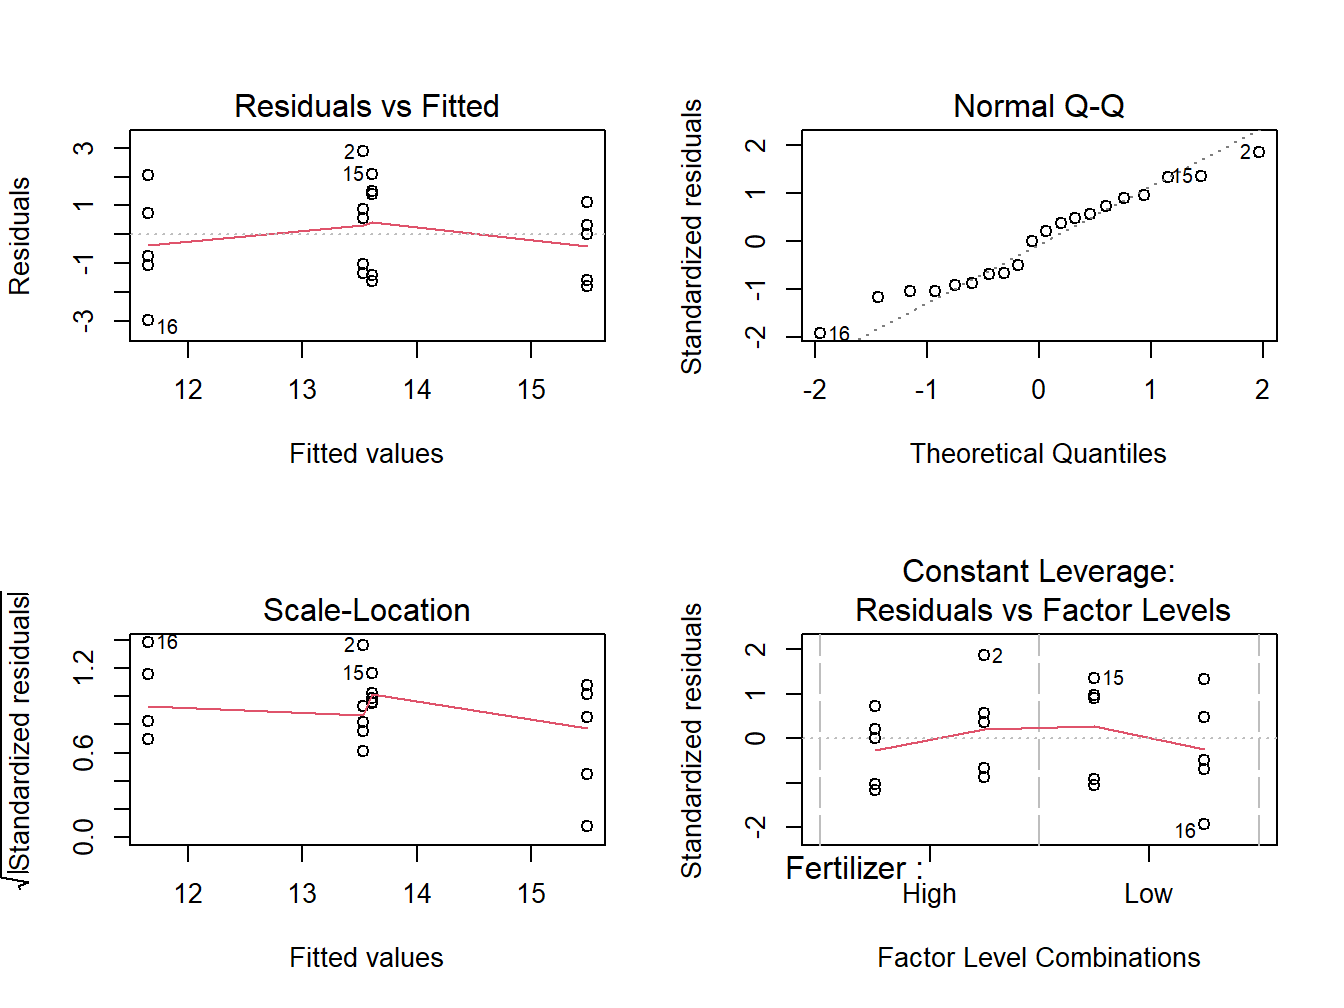 Residuals vs Fitted
Residuals
3
1
-1
-3
2
15
16
12 13 14 15
Fitted values
Normal Q-Q
Standardized residuals
2
1
0
-1
-2
2
15
16
-2 -1 0 1 2
Theoretical Quantiles
Scale-Location
√|Standardized residuals|
1.2
0.6
0.0
16
2
15
12 13 14 15
Fitted values
Constant Leverage:
Residuals vs Factor Levels
Standardized residuals
2
1
0
-2
2
15
16
Fertilizer :
High Low
Factor Level Combinations